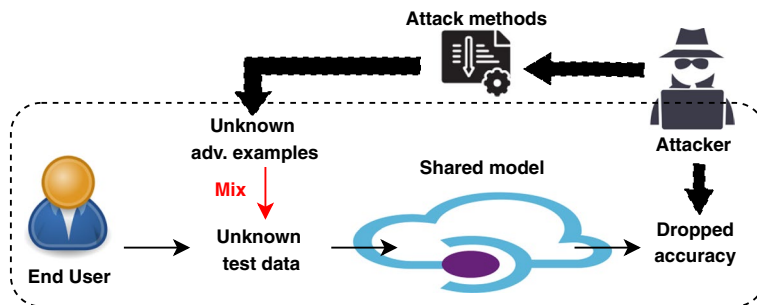 Attack methods
Unknown
adv. examples
Attacker
Shared model
Mix
Unknown
test data
Dropped
accuracy
End User